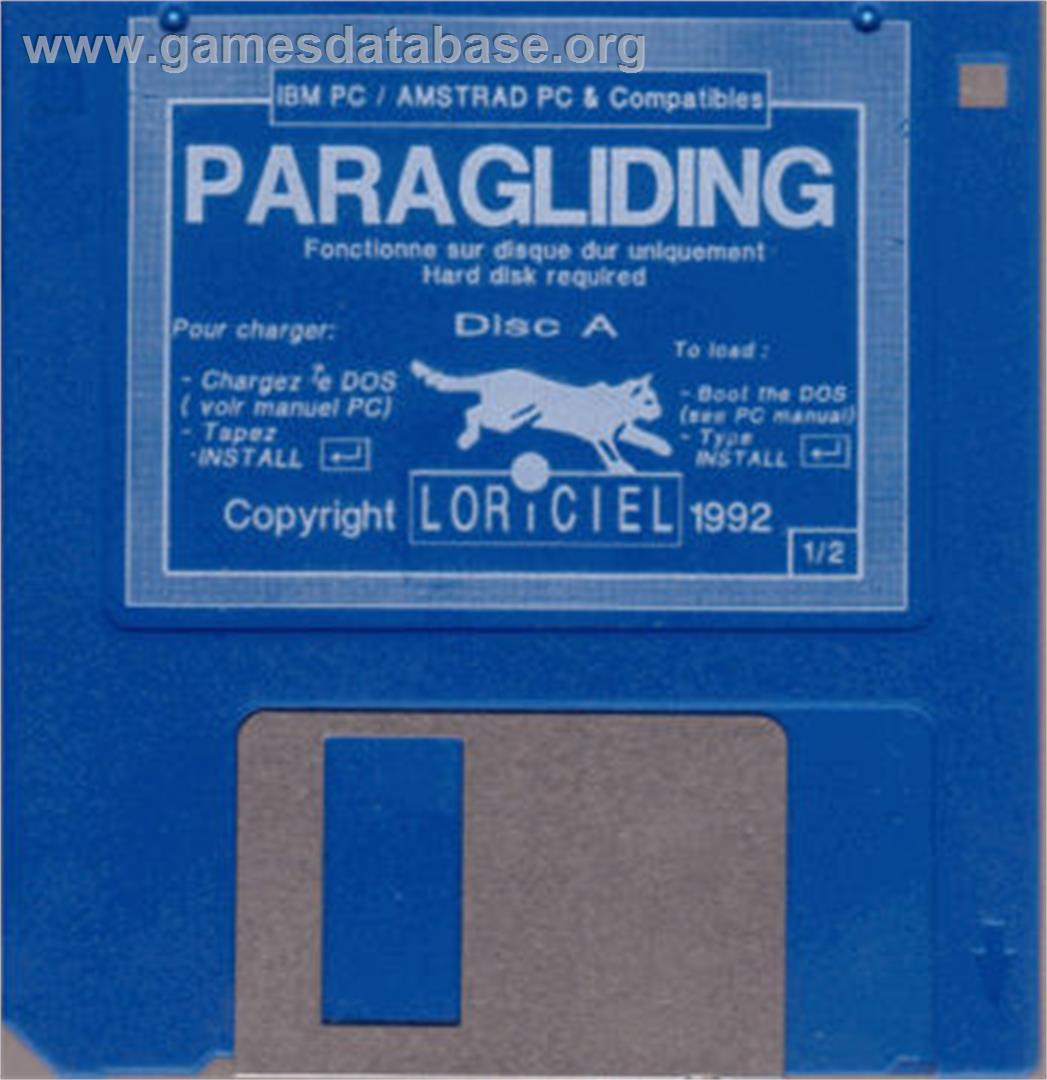 www.gamesdatabase.org
IBM PC / AMSTRAD PC & Compatibles
PARAGLIDING
Fonctionne sur disque dur uniquement
Hard disk required
Disc A
Pour charger:
- Chargez le DOS
( voir manuel PC)
- Tapez
INSTALL
To load :
- Boot the DOS
(see PC manual)
- Type
INSTALL
Copyright LORiCIEL 1992
1/2